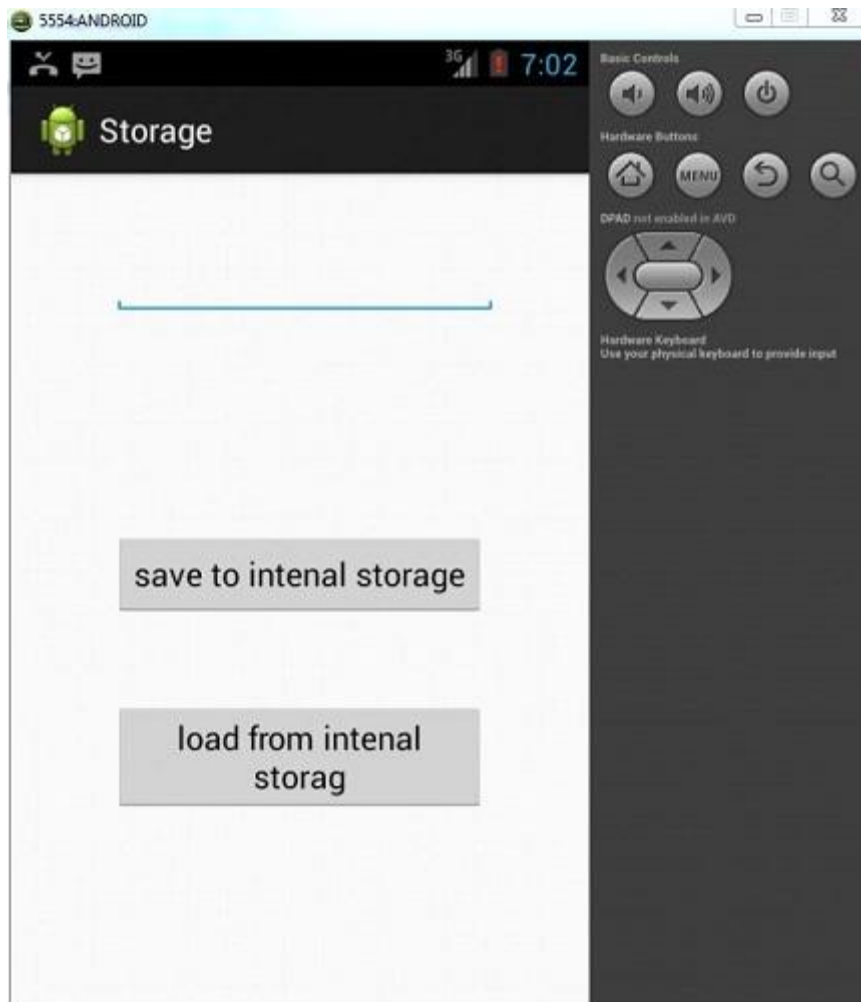 5554:ANDROID
3G 7:02
Storage
save to intenal storage
load from intenal
storag
Basic Controls
Hardware Buttons
MENU
DPAD not enabled in AVD
Hardware Keyboard
Use your physical keyboard to provide input